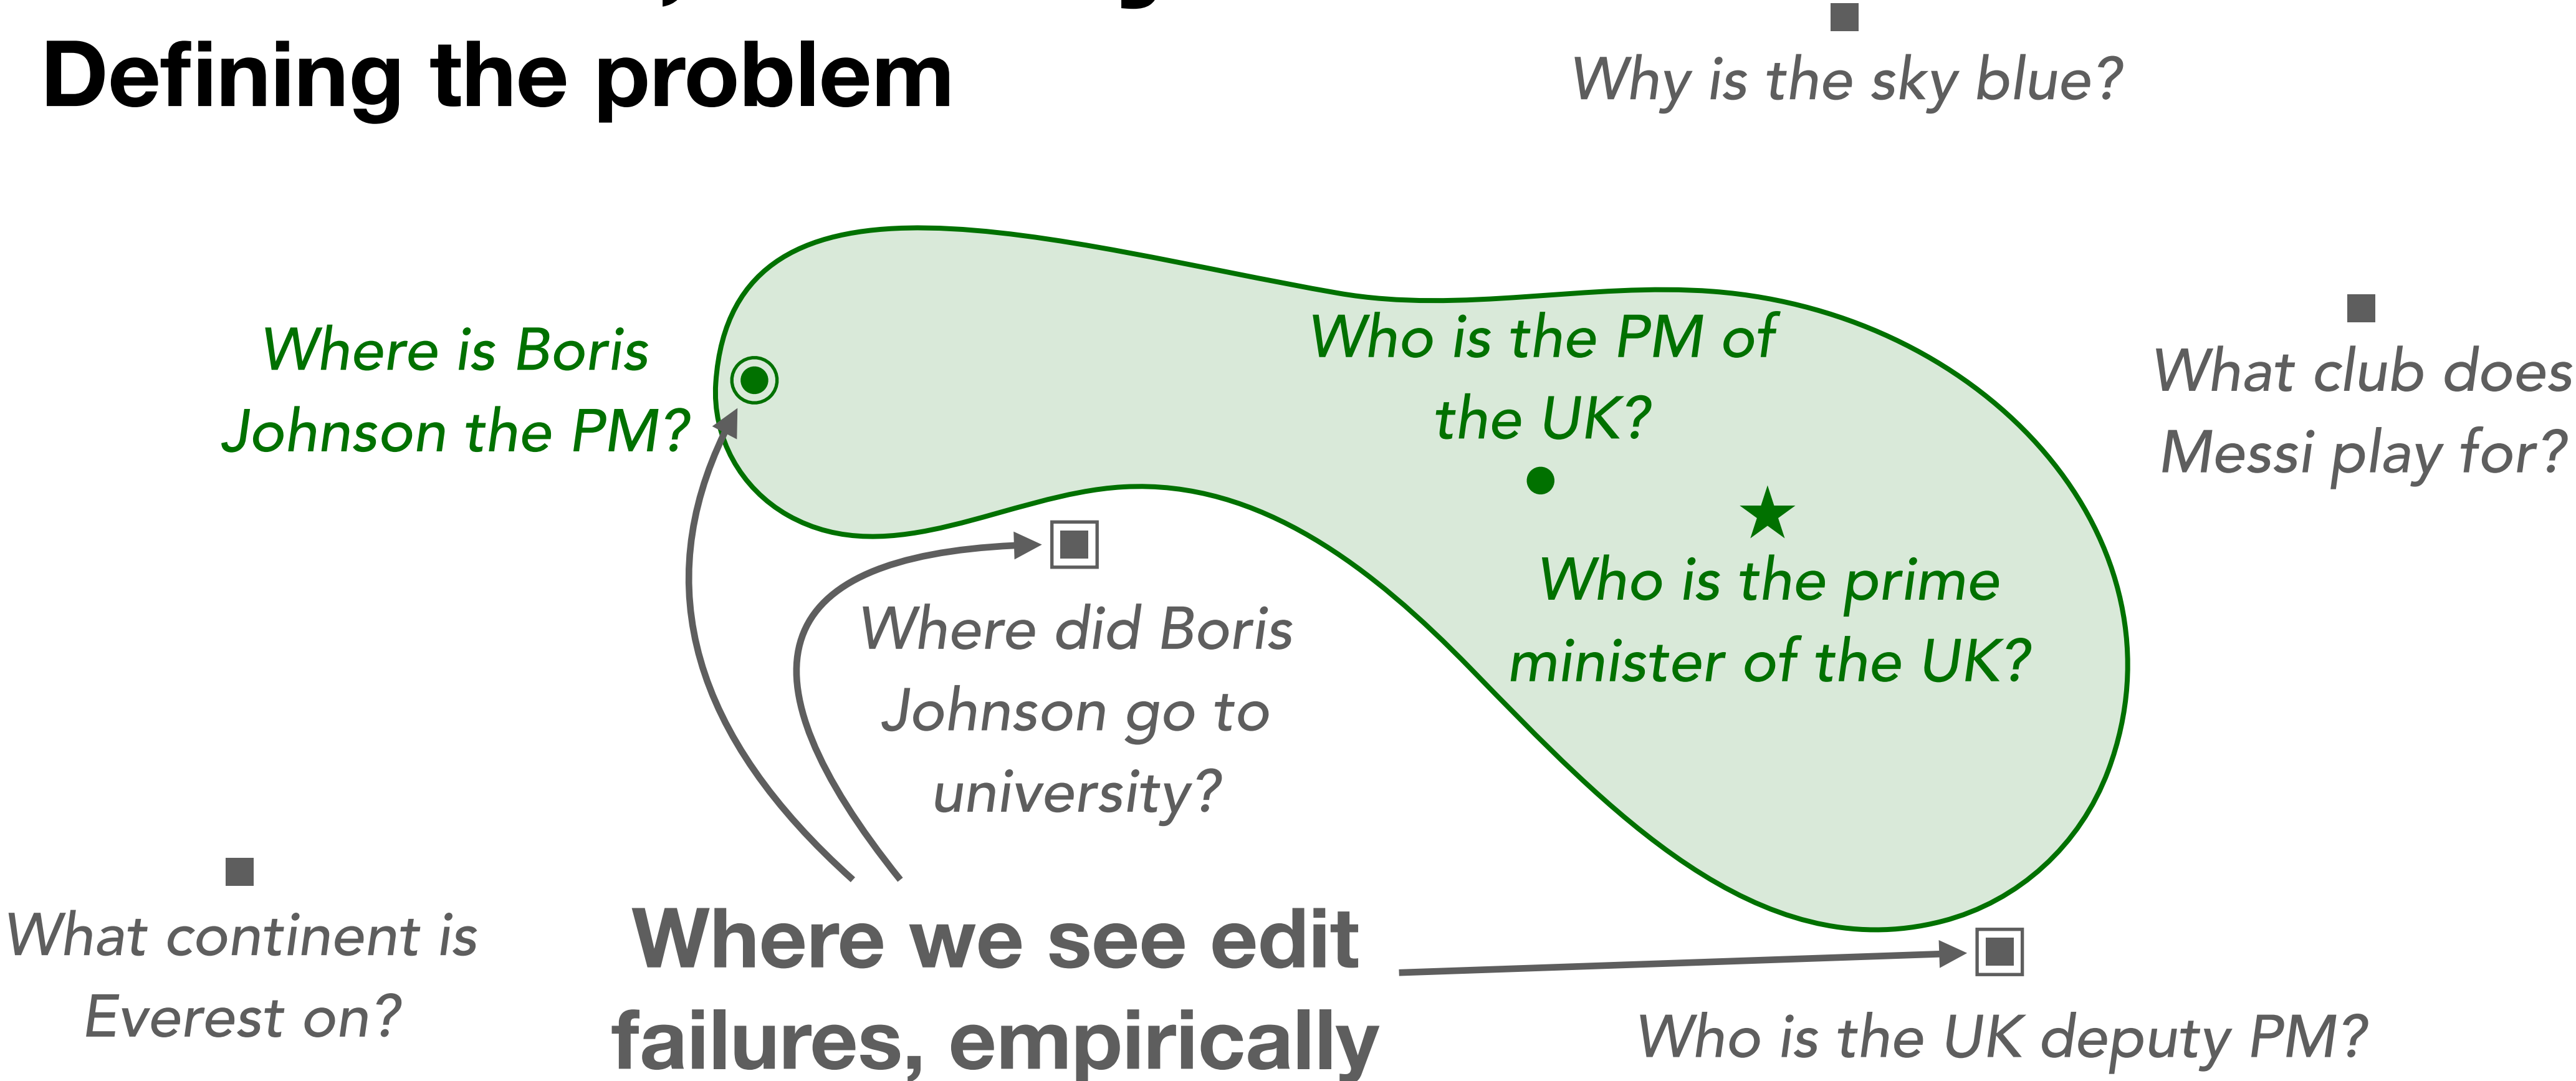 Defining the problem
Why is the sky blue?
Where is Boris
Johnson the PM?
Who is the PM of
the UK?
What club does
Messi play for?
Who is the prime
minister of the UK?
Where did Boris
Johnson go to
university?
What continent is
Everest on?
Where we see edit
failures, empirically
Who is the UK deputy PM?